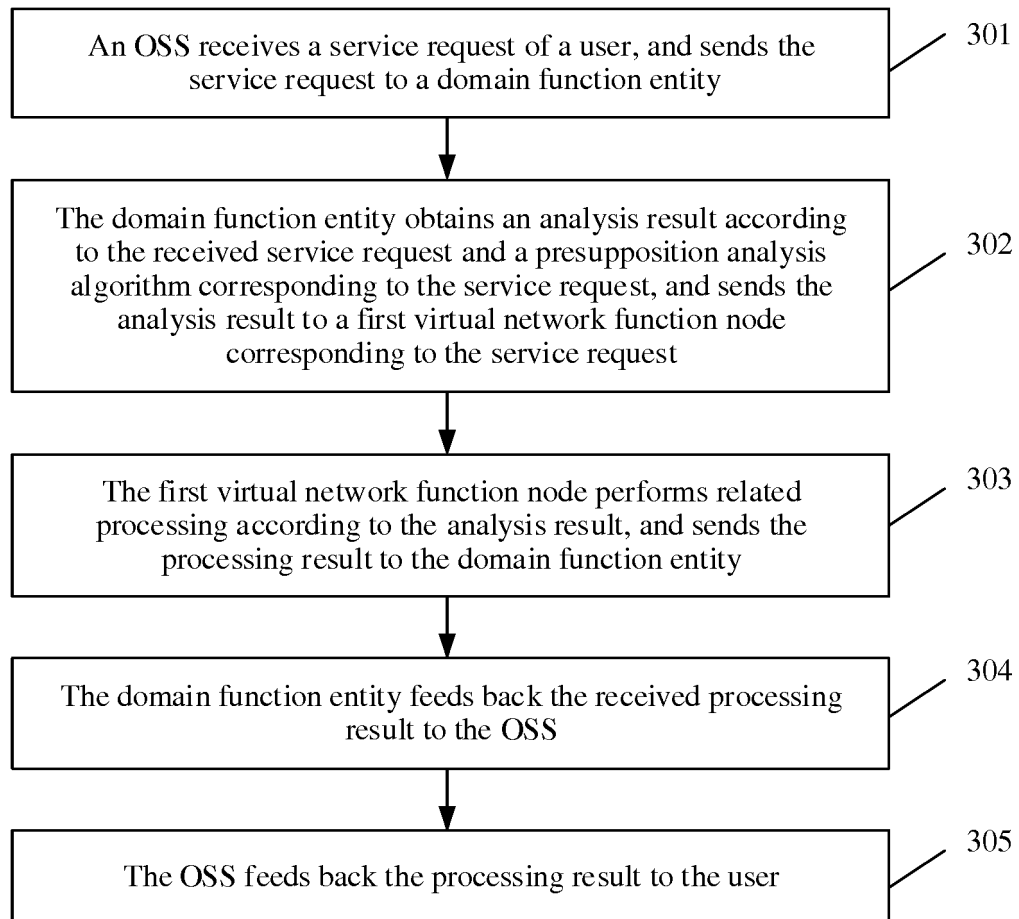 An OSS receives a service request of a user, and sends the
service request to a domain function entity
301
The domain function entity obtains an analysis result according
to the received service request and a presupposition analysis
algorithm corresponding to the service request, and sends the
analysis result to a first virtual network function node
corresponding to the service request
302
The first virtual network function node performs related
processing according to the analysis result, and sends the
processing result to the domain function entity
303
The domain function entity feeds back the received processing
result to the OSS
304
The OSS feeds back the processing result to the user
305